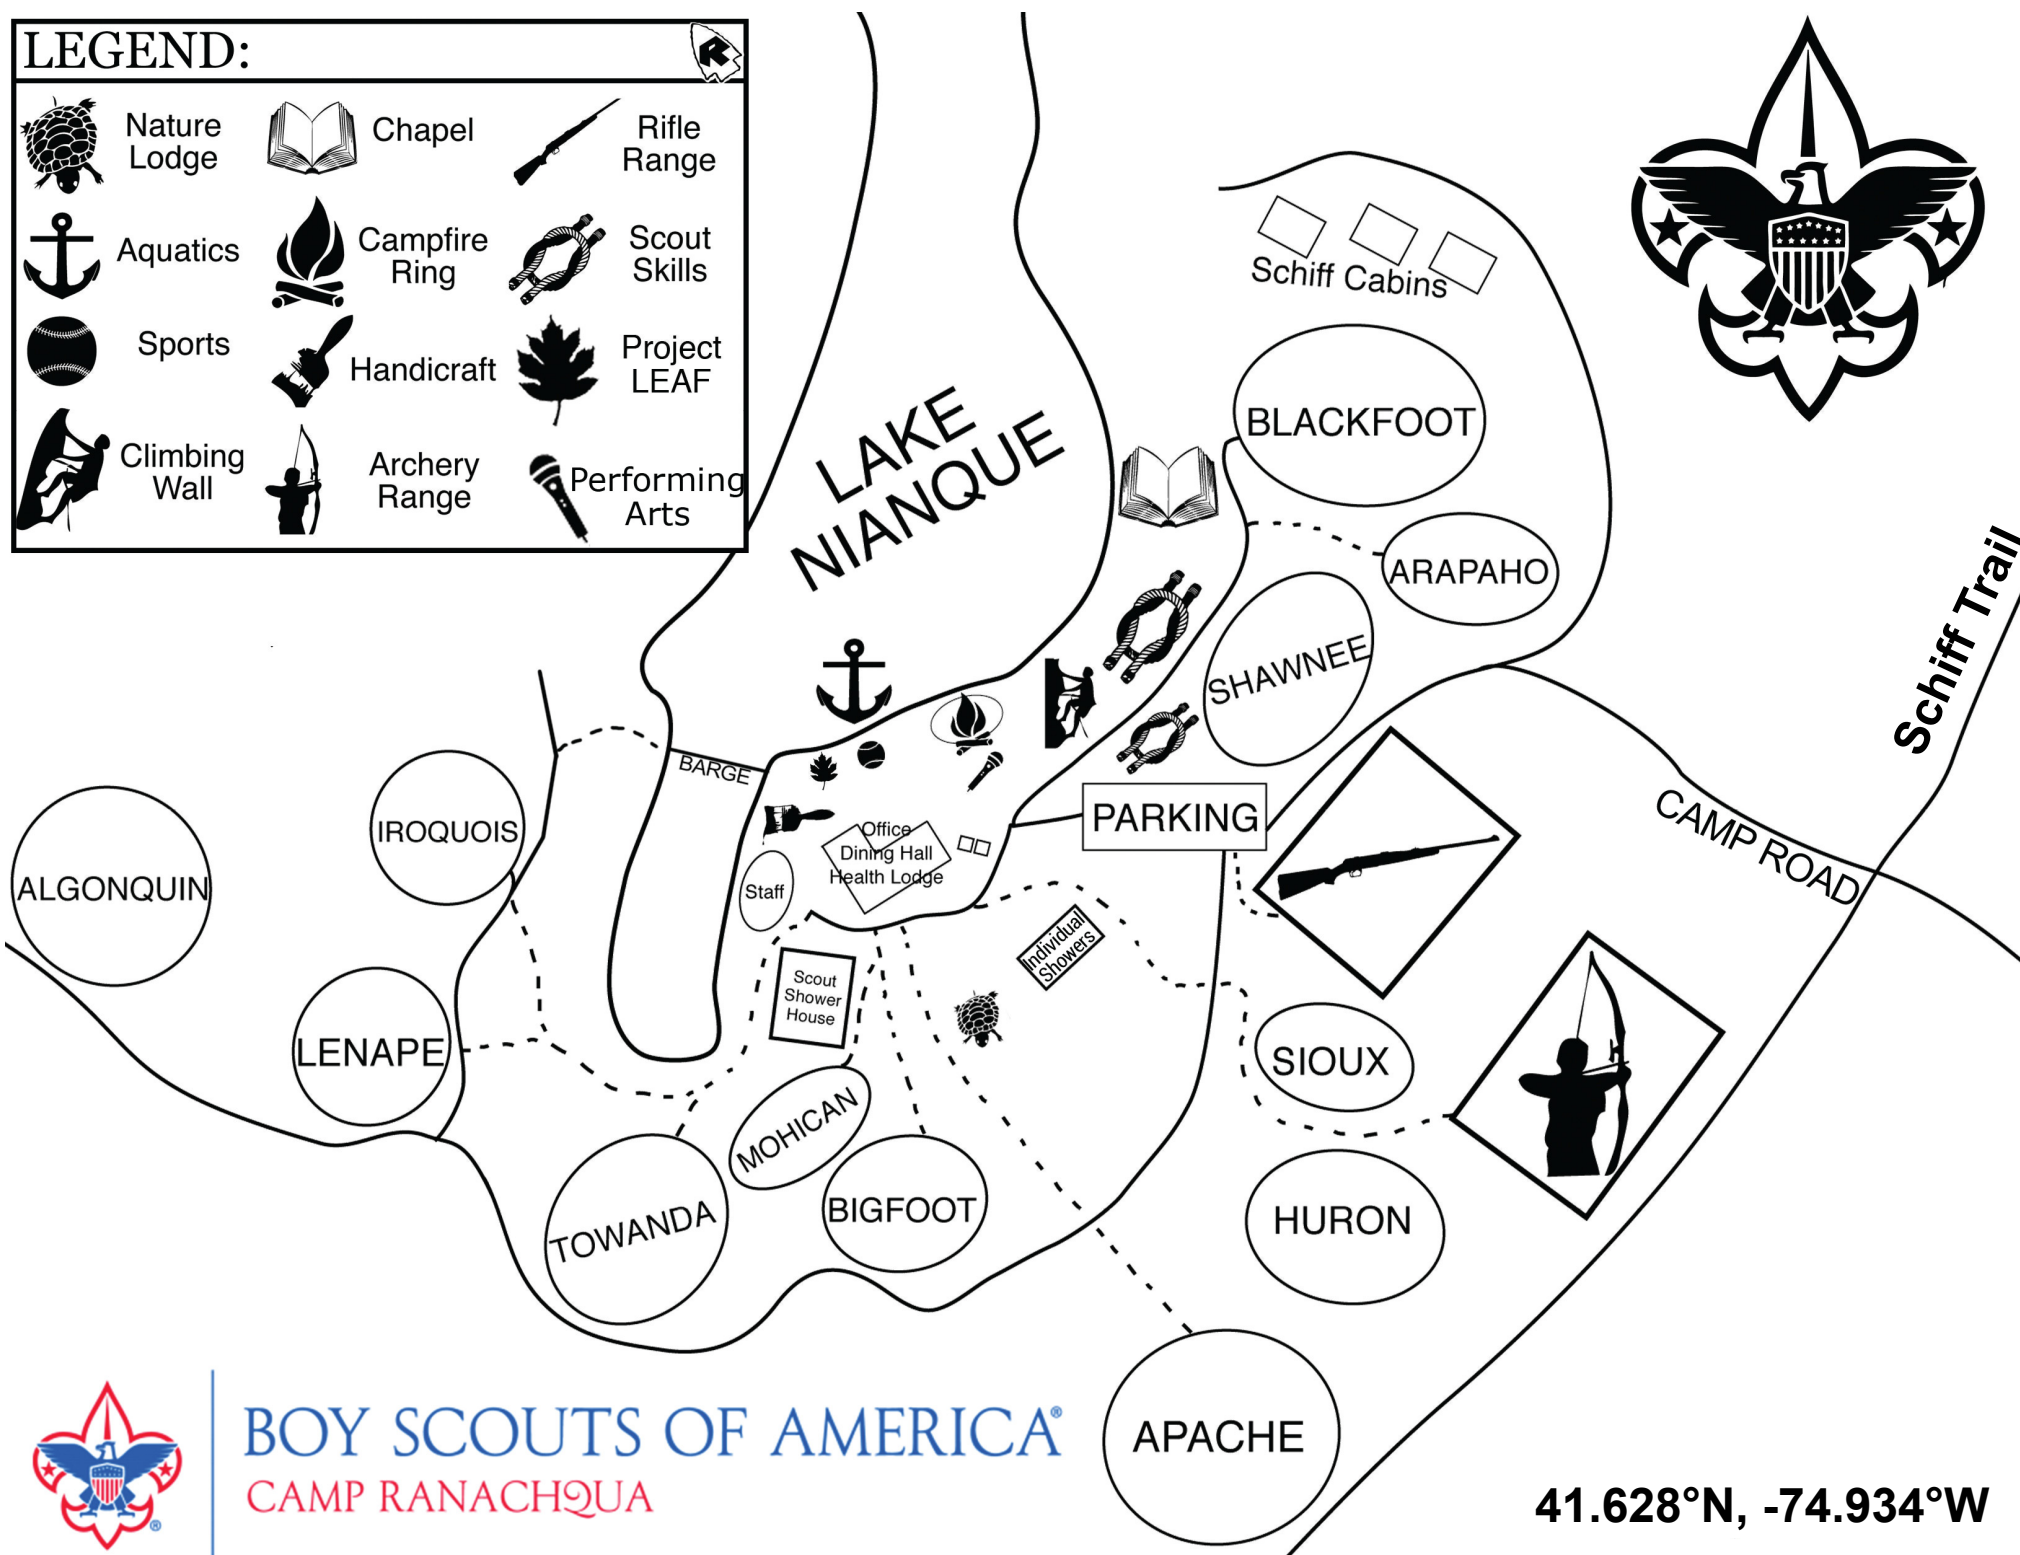 LEGEND:
R
Nature
Lodge
Chapel
Rifle
Range
Aquatics
Campfire
Ring
Scout
Skills
Sports
Handicraft
Project
LEAF
Climbing
Wall
Archery
Range
Performing
Arts
LAKE
NIANQUE
Schiff Cabins
BLACKFOOT
ARAPAHO
SHAWNEE
Schiff Trail
CAMP ROAD
BARGE
PARKING
IROQUOIS
ALGONQUIN
Office
Dining Hall
Health Lodge
Staff
Individual
Showers
Scout
Shower
House
LENAPE
SIOUX
MOHICAN
TOWANDA
BIGFOOT
HURON
APACHE
BOY SCOUTS OF AMERICA®
CAMP RANACHQUA
®
41.628°N, -74.934°W